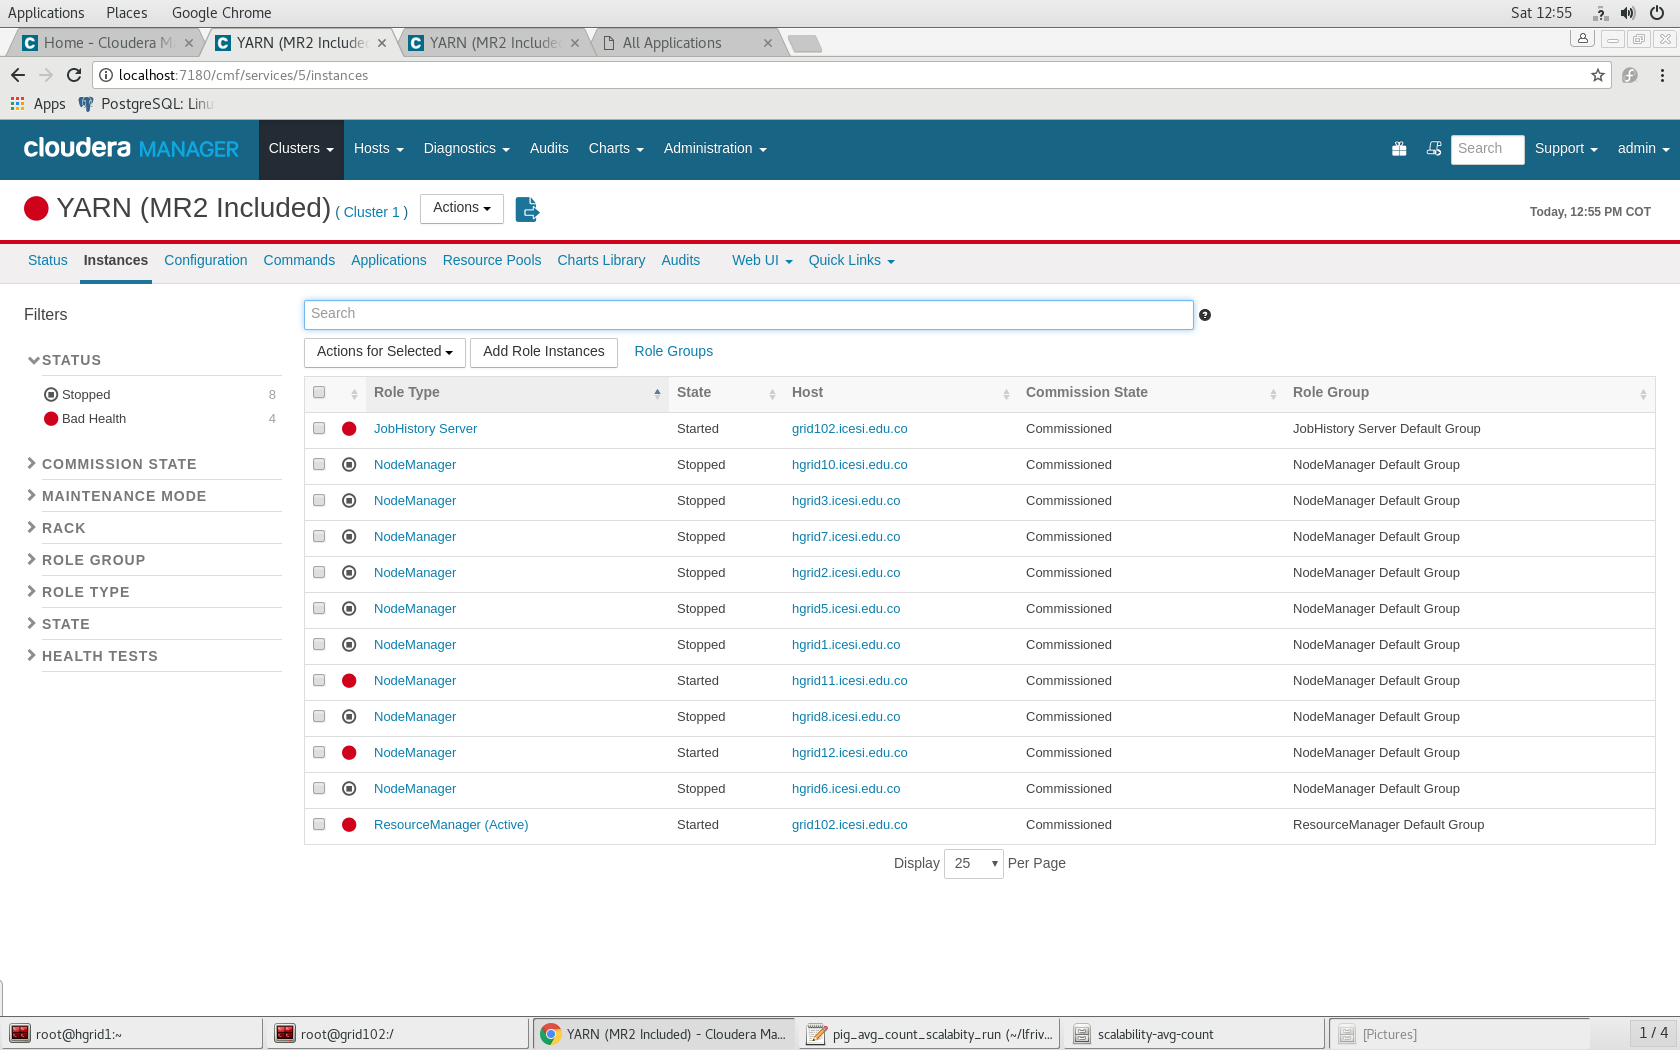 Applications Places Google Chrome Sat 12:55
Home - Cloudera M YARN (MR2 Include YARN (MR2 Include All Applications
localhost:7180/cmf/services/5/instances
Apps PostgreSQL: Linu
cloudera MANAGER Clusters Hosts Diagnostics Audits Charts Administration Search Support admin
YARN (MR2 Included) ( Cluster 1 ) Actions Today, 12:55 PM COT
Status Instances Configuration Commands Applications Resource Pools Charts Library Audits Web UI Quick Links
Filters
Search
STATUS
Stopped 8
Bad Health 4
COMMISSION STATE
MAINTENANCE MODE
RACK
ROLE GROUP
ROLE TYPE
STATE
HEALTH TESTS
Actions for Selected Add Role Instances Role Groups
Role Type State Host Commission State Role Group
JobHistory Server Started grid102.icesi.edu.co Commissioned JobHistory Server Default Group
NodeManager Stopped hgrid10.icesi.edu.co Commissioned NodeManager Default Group
NodeManager Stopped hgrid3.icesi.edu.co Commissioned NodeManager Default Group
NodeManager Stopped hgrid7.icesi.edu.co Commissioned NodeManager Default Group
NodeManager Stopped hgrid2.icesi.edu.co Commissioned NodeManager Default Group
NodeManager Stopped hgrid5.icesi.edu.co Commissioned NodeManager Default Group
NodeManager Stopped hgrid1.icesi.edu.co Commissioned NodeManager Default Group
NodeManager Started hgrid11.icesi.edu.co Commissioned NodeManager Default Group
NodeManager Stopped hgrid8.icesi.edu.co Commissioned NodeManager Default Group
NodeManager Started hgrid12.icesi.edu.co Commissioned NodeManager Default Group
NodeManager Stopped hgrid6.icesi.edu.co Commissioned NodeManager Default Group
ResourceManager (Active) Started grid102.icesi.edu.co Commissioned ResourceManager Default Group
Display 25 Per Page
root@hgrid1:~ root@grid102:/ YARN (MR2 Included) - Cloudera Ma... pig_avg_count_scalabity_run (~/lfriv... scalability-avg-count [Pictures] 1 / 4